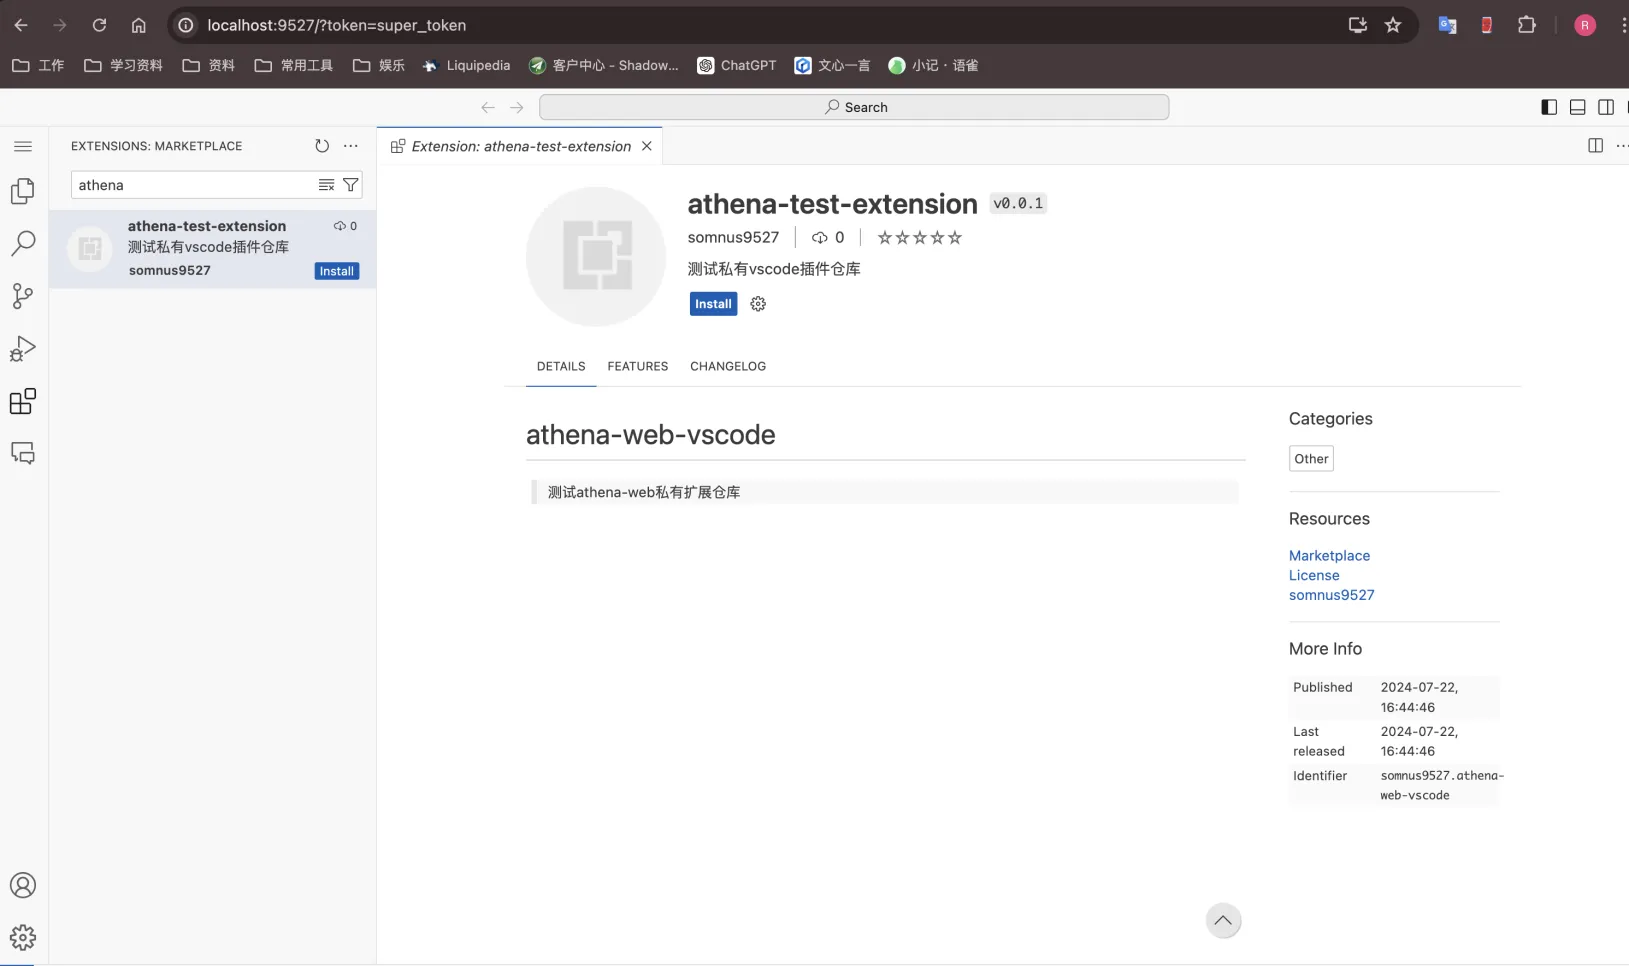 localhost:9527/?token=super_token
R
工作
学习资料
资料
常用工具
娱乐
Liquipedia
客户中心 - Shadow...
ChatGPT
文心一言
小记 · 语雀
Search
EXTENSIONS: MARKETPLACE
athena
athena-test-extension
0
测试私有vscode插件仓库
somnus9527
Install
Extension: athena-test-extension
athena-test-extension v0.0.1
somnus9527
0
测试私有vscode插件仓库
Install
DETAILS
FEATURES
CHANGELOG
athena-web-vscode
测试athena-web私有扩展仓库
Categories
Other
Resources
Marketplace
License
somnus9527
More Info
Published 2024-07-22,
16:44:46
Last 2024-07-22,
released 16:44:46
Identifier somnus9527.athena-
web-vscode